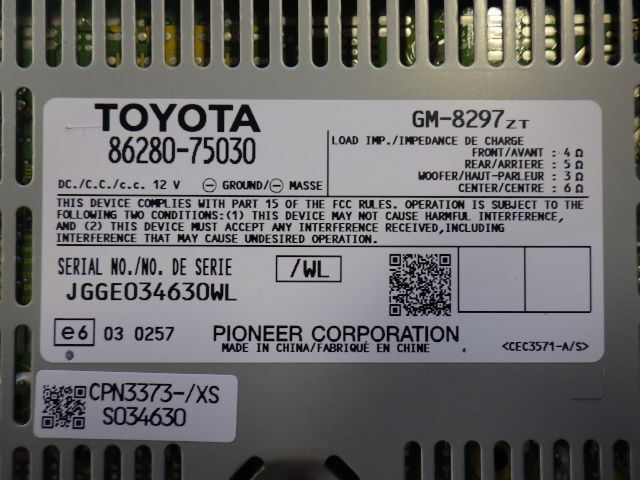 TOYOTA
86280-75030
GM-8297ZT
LOAD IMP./IMPEDANCE DE CHARGE
FRONT/AVANT : 4Ω
REAR/ARRIERE : 5Ω
WOOFER/HAUT-PARLEUR : 3Ω
CENTER/CENTRE : 6Ω
DC./C.C./c.c. 12 V ⊖ GROUND/⊖ MASSE
THIS DEVICE COMPLIES WITH PART 15 OF THE FCC RULES. OPERATION IS SUBJECT TO THE
FOLLOWING TWO CONDITIONS:(1) THIS DEVICE MAY NOT CAUSE HARMFUL INTERFERENCE,
AND (2) THIS DEVICE MUST ACCEPT ANY INTERFERENCE RECEIVED,INCLUDING
INTERFERENCE THAT MAY CAUSE UNDESIRED OPERATION.
SERIAL NO./NO. DE SERIE
/WL
JGGE034630WL
e6 03 0257
PIONEER CORPORATION
MADE IN CHINA/FABRIQUÉ EN CHINE
<CEC3571-A/S>
CPN3373-/XS
S034630